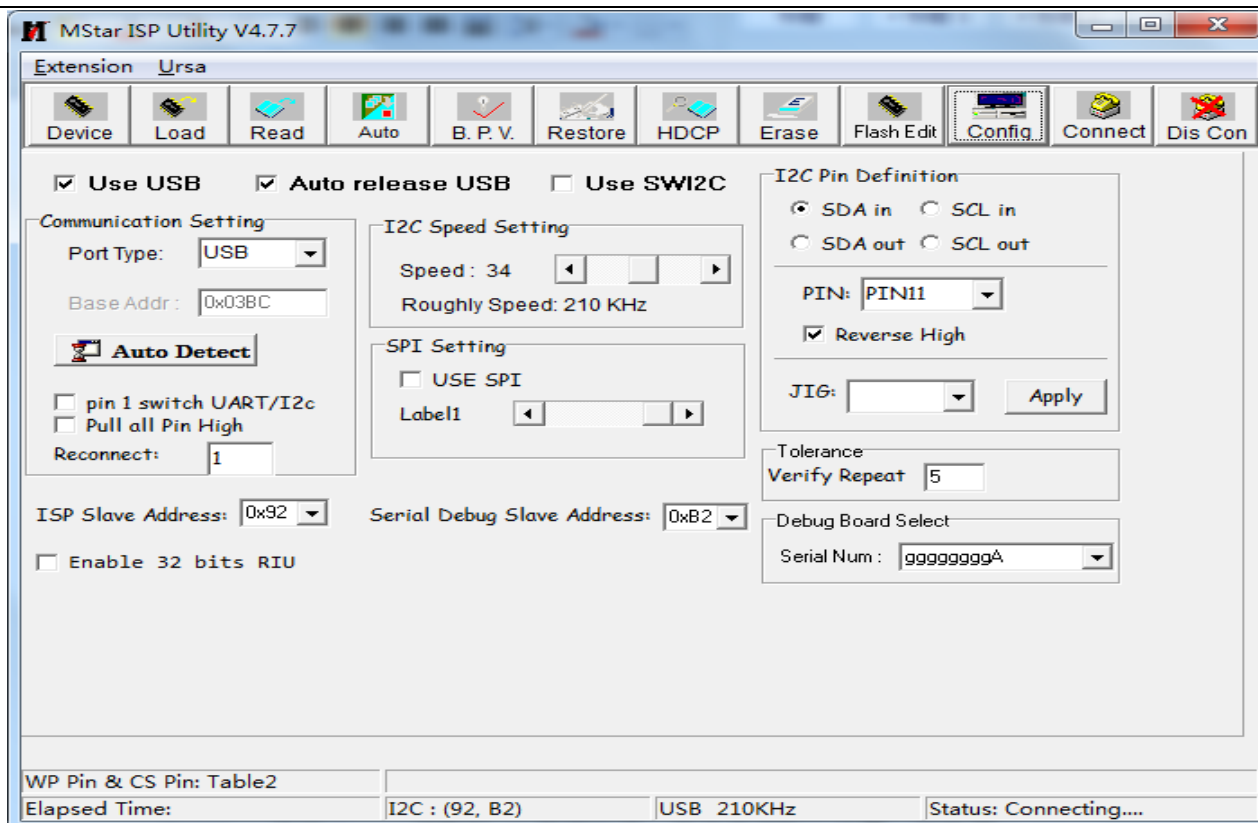 MStar ISP Utility V4.7.7
Extension Ursa
Device Load Read Auto B. P. V. Restore HDCP Erase Flash Edit Config Connect Dis Con
Use USB Auto release USB Use SWI2C
Communication Setting
Port Type: USB
Base Addr : 0x03BC
Auto Detect
pin 1 switch UART/I2c
Pull all Pin High
Reconnect: 1
I2C Speed Setting
Speed : 34
Roughly Speed: 210 KHz
SPI Setting
USE SPI
Label1
I2C Pin Definition
SDA in SCL in
SDA out SCL out
PIN: PIN11
Reverse High
JIG: Apply
Tolerance
Verify Repeat 5
ISP Slave Address: 0x92 Serial Debug Slave Address: 0xB2
Enable 32 bits RIU
Debug Board Select
Serial Num : ggggggggA
WP Pin & CS Pin: Table2
Elapsed Time: I2C : (92, B2) USB 210KHz Status: Connecting....